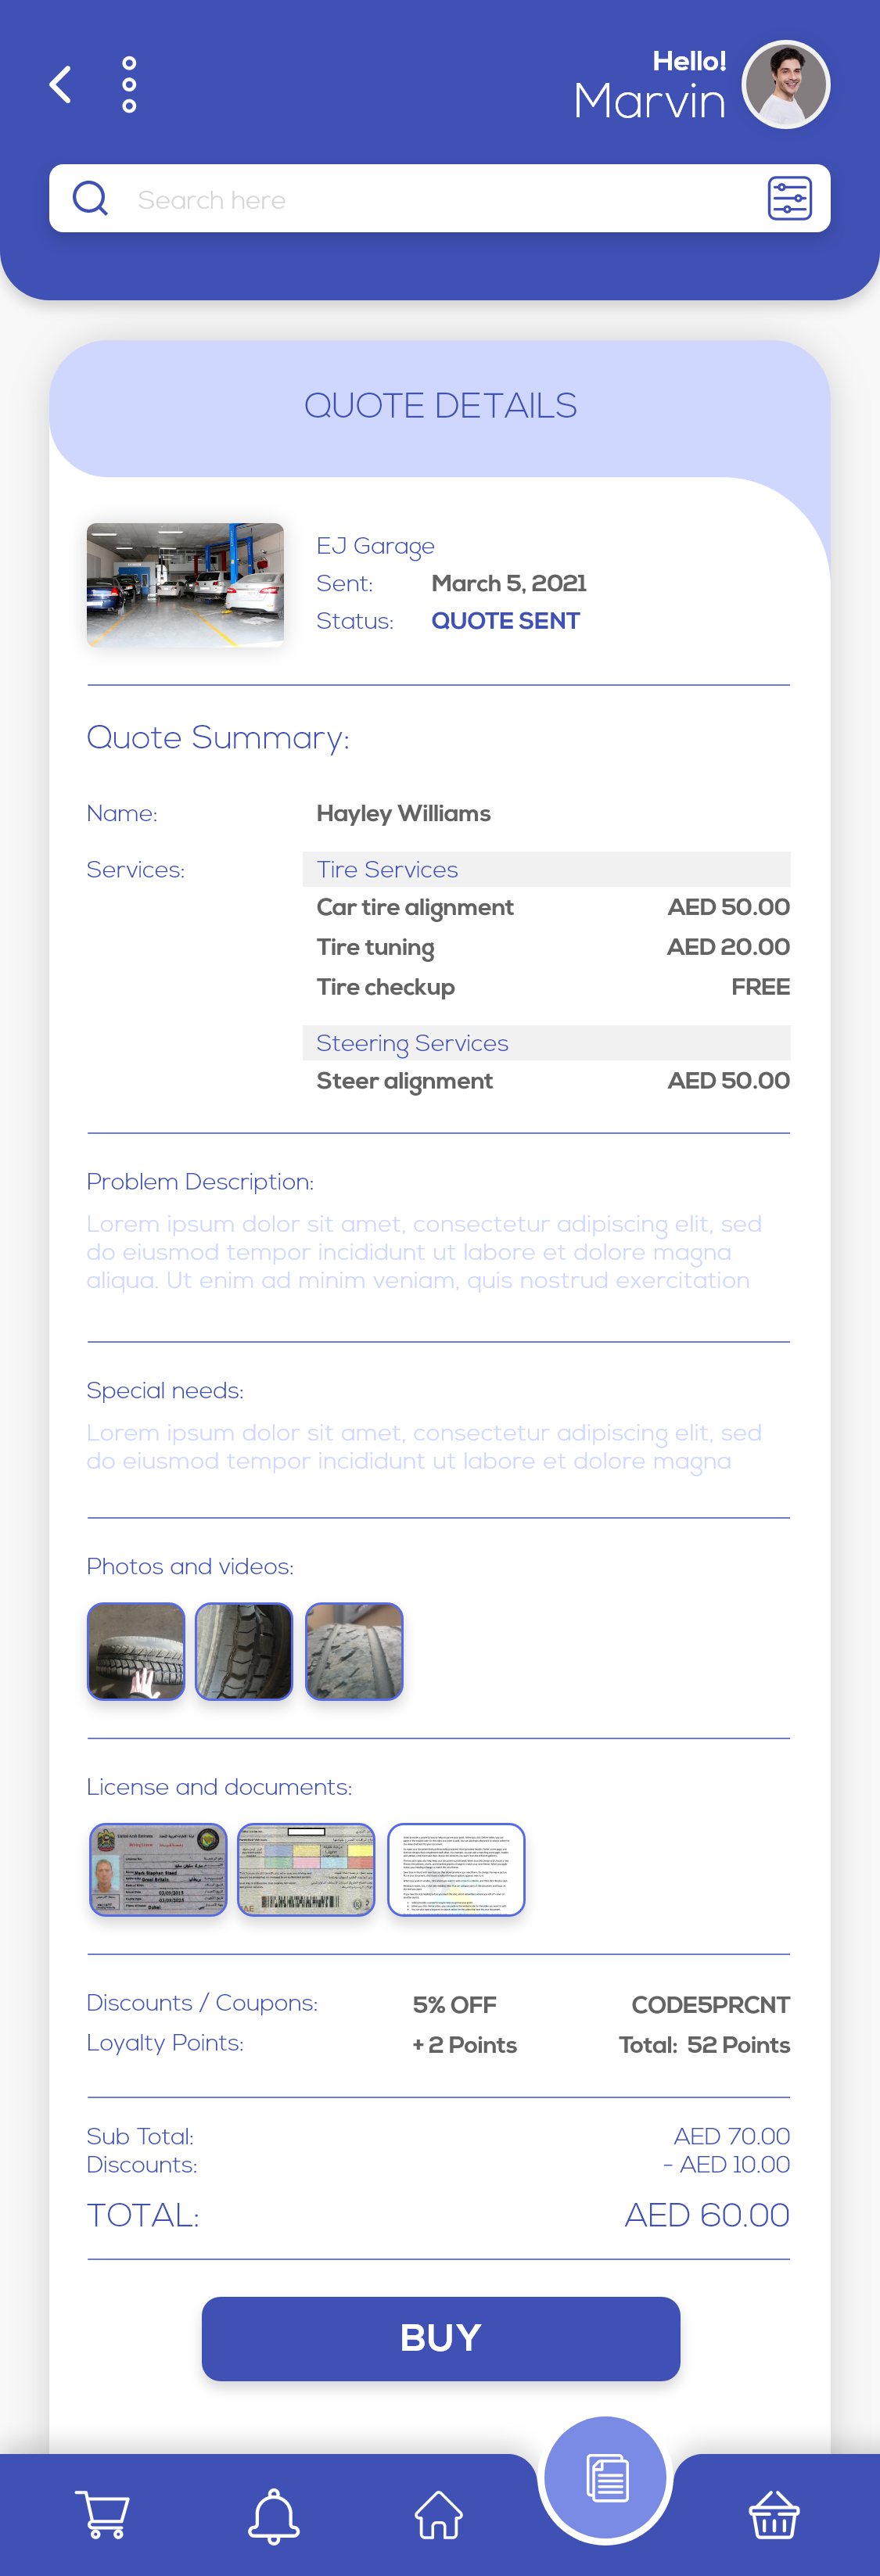 Hello!
Marvin
Search here
QUOTE DETAILS
EJ Garage
Sent: March 5, 2021
Status: QUOTE SENT
Quote Summary:
Name: Hayley Williams
Services: Tire Services
Car tire alignment AED 50.00
Tire tuning AED 20.00
Tire checkup FREE
Steering Services
Steer alignment AED 50.00
Problem Description:
Lorem ipsum dolor sit amet, consectetur adipiscing elit, sed
do eiusmod tempor incididunt ut labore et dolore magna
aliqua. Ut enim ad minim veniam, quis nostrud exercitation
Special needs:
Lorem ipsum dolor sit amet, consectetur adipiscing elit, sed
do eiusmod tempor incididunt ut labore et dolore magna
Photos and videos:
License and documents:
Discounts / Coupons: 5% OFF CODE5PRCNT
Loyalty Points: + 2 Points Total: 52 Points
Sub Total: AED 70.00
Discounts: - AED 10.00
TOTAL: AED 60.00
BUY